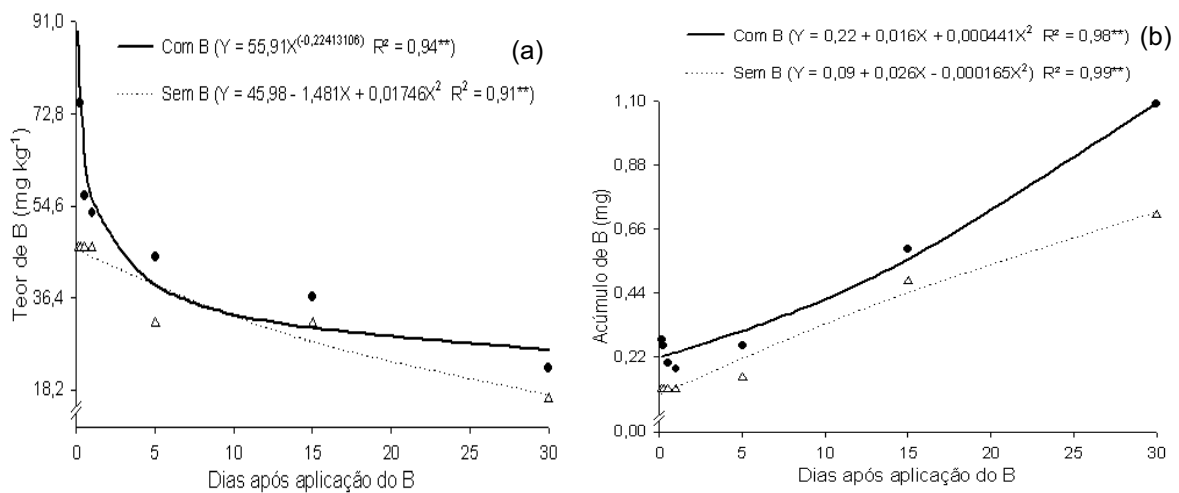 Com B (Y = 55,91X^(-0,22413106) R² = 0,94**)
(a)
Sem B (Y = 45,98 - 1,481X + 0,01746X² R² = 0,91**)
Teor de B (mg kg⁻¹)
91,0
72,8
54,6
36,4
18,2
0 5 10 15 20 25 30
Dias após aplicação do B
Com B (Y = 0,22 + 0,016X + 0,000441X² R² = 0,98**)
(b)
Sem B (Y = 0,09 + 0,026X - 0,000165X²) R² = 0,99**)
Acúmulo de B (mg)
1,10
0,88
0,66
0,44
0,22
0,00
0 5 10 15 20 25 30
Dias após aplicação do B